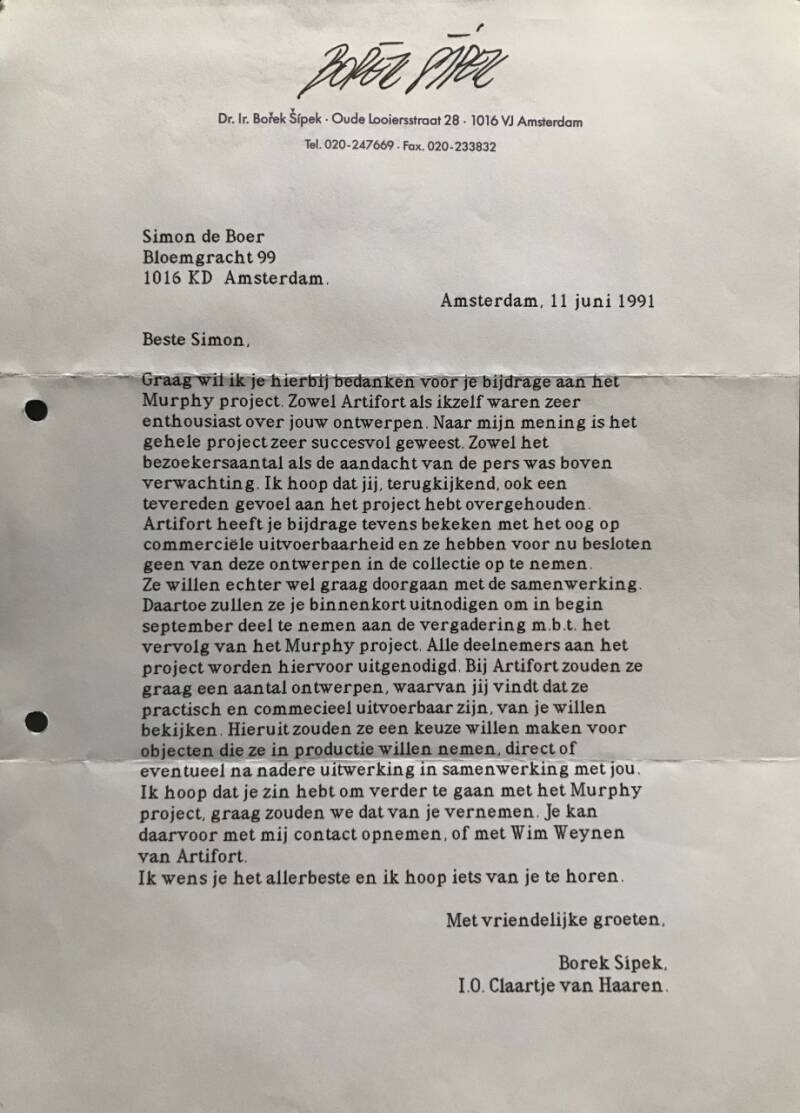 BOŘEK ŠÍPEK
Dr. Ir. Bořek Šípek · Oude Looiersstraat 28 · 1016 VJ Amsterdam
Tel. 020-247669 · Fax. 020-233832
Simon de Boer
Bloemgracht 99
1016 KD Amsterdam.
Amsterdam, 11 juni 1991
Beste Simon,
Graag wil ik je hierbij bedanken voor je bijdrage aan het
Murphy project. Zowel Artifort als ikzelf waren zeer
enthousiast over jouw ontwerpen. Naar mijn mening is het
gehele project zeer succesvol geweest. Zowel het
bezoekersaantal als de aandacht van de pers was boven
verwachting. Ik hoop dat jij, terugkijkend, ook een
tevereden gevoel aan het project hebt overgehouden.
Artifort heeft je bijdrage tevens bekeken met het oog op
commerciële uitvoerbaarheid en ze hebben voor nu besloten
geen van deze ontwerpen in de collectie op te nemen.
Ze willen echter wel graag doorgaan met de samenwerking.
Daartoe zullen ze je binnenkort uitnodigen om in begin
september deel te nemen aan de vergadering m.b.t. het
vervolg van het Murphy project. Alle deelnemers aan het
project worden hiervoor uitgenodigd. Bij Artifort zouden ze
graag een aantal ontwerpen, waarvan jij vindt dat ze
practisch en commecieel uitvoerbaar zijn, van je willen
bekijken. Hieruit zouden ze een keuze willen maken voor
objecten die ze in productie willen nemen, direct of
eventueel na nadere uitwerking in samenwerking met jou.
Ik hoop dat je zin hebt om verder te gaan met het Murphy
project, graag zouden we dat van je vernemen. Je kan
daarvoor met mij contact opnemen, of met Wim Weynen
van Artifort.
Ik wens je het allerbeste en ik hoop iets van je te horen.
Met vriendelijke groeten,
Borek Sípek,
I.O. Claartje van Haaren.